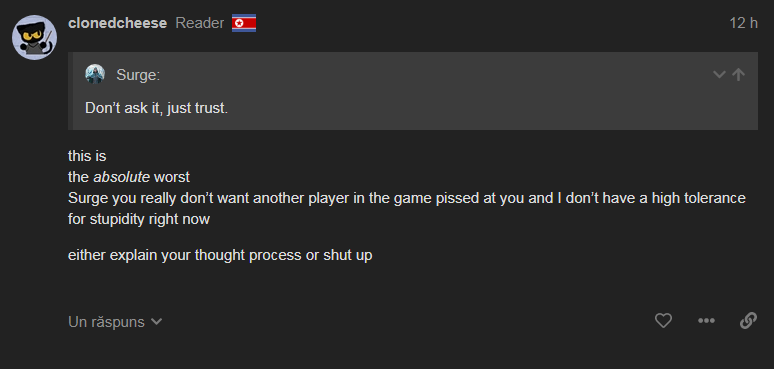 clonedcheese Reader 12 h
Surge:
Don’t ask it, just trust.
this is
the absolute worst
Surge you really don’t want another player in the game pissed at you and I don’t have a high tolerance
for stupidity right now
either explain your thought process or shut up
Un răspuns